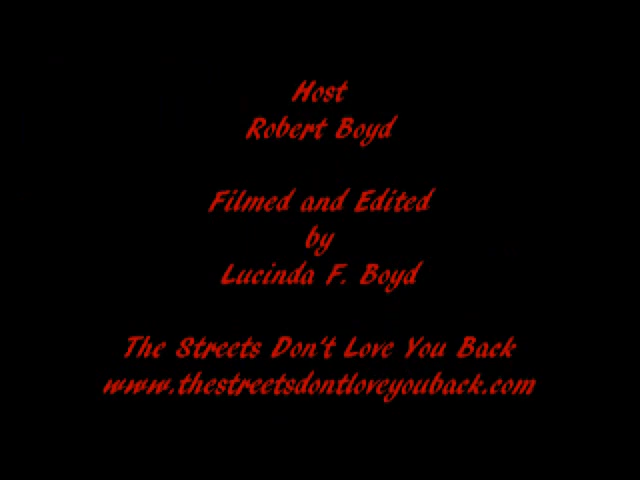 Host
Robert Boyd
Filmed and Edited
by
Lucinda F. Boyd
The Streets Don't Love You Back
www.thestreetsdontloveyouback.com